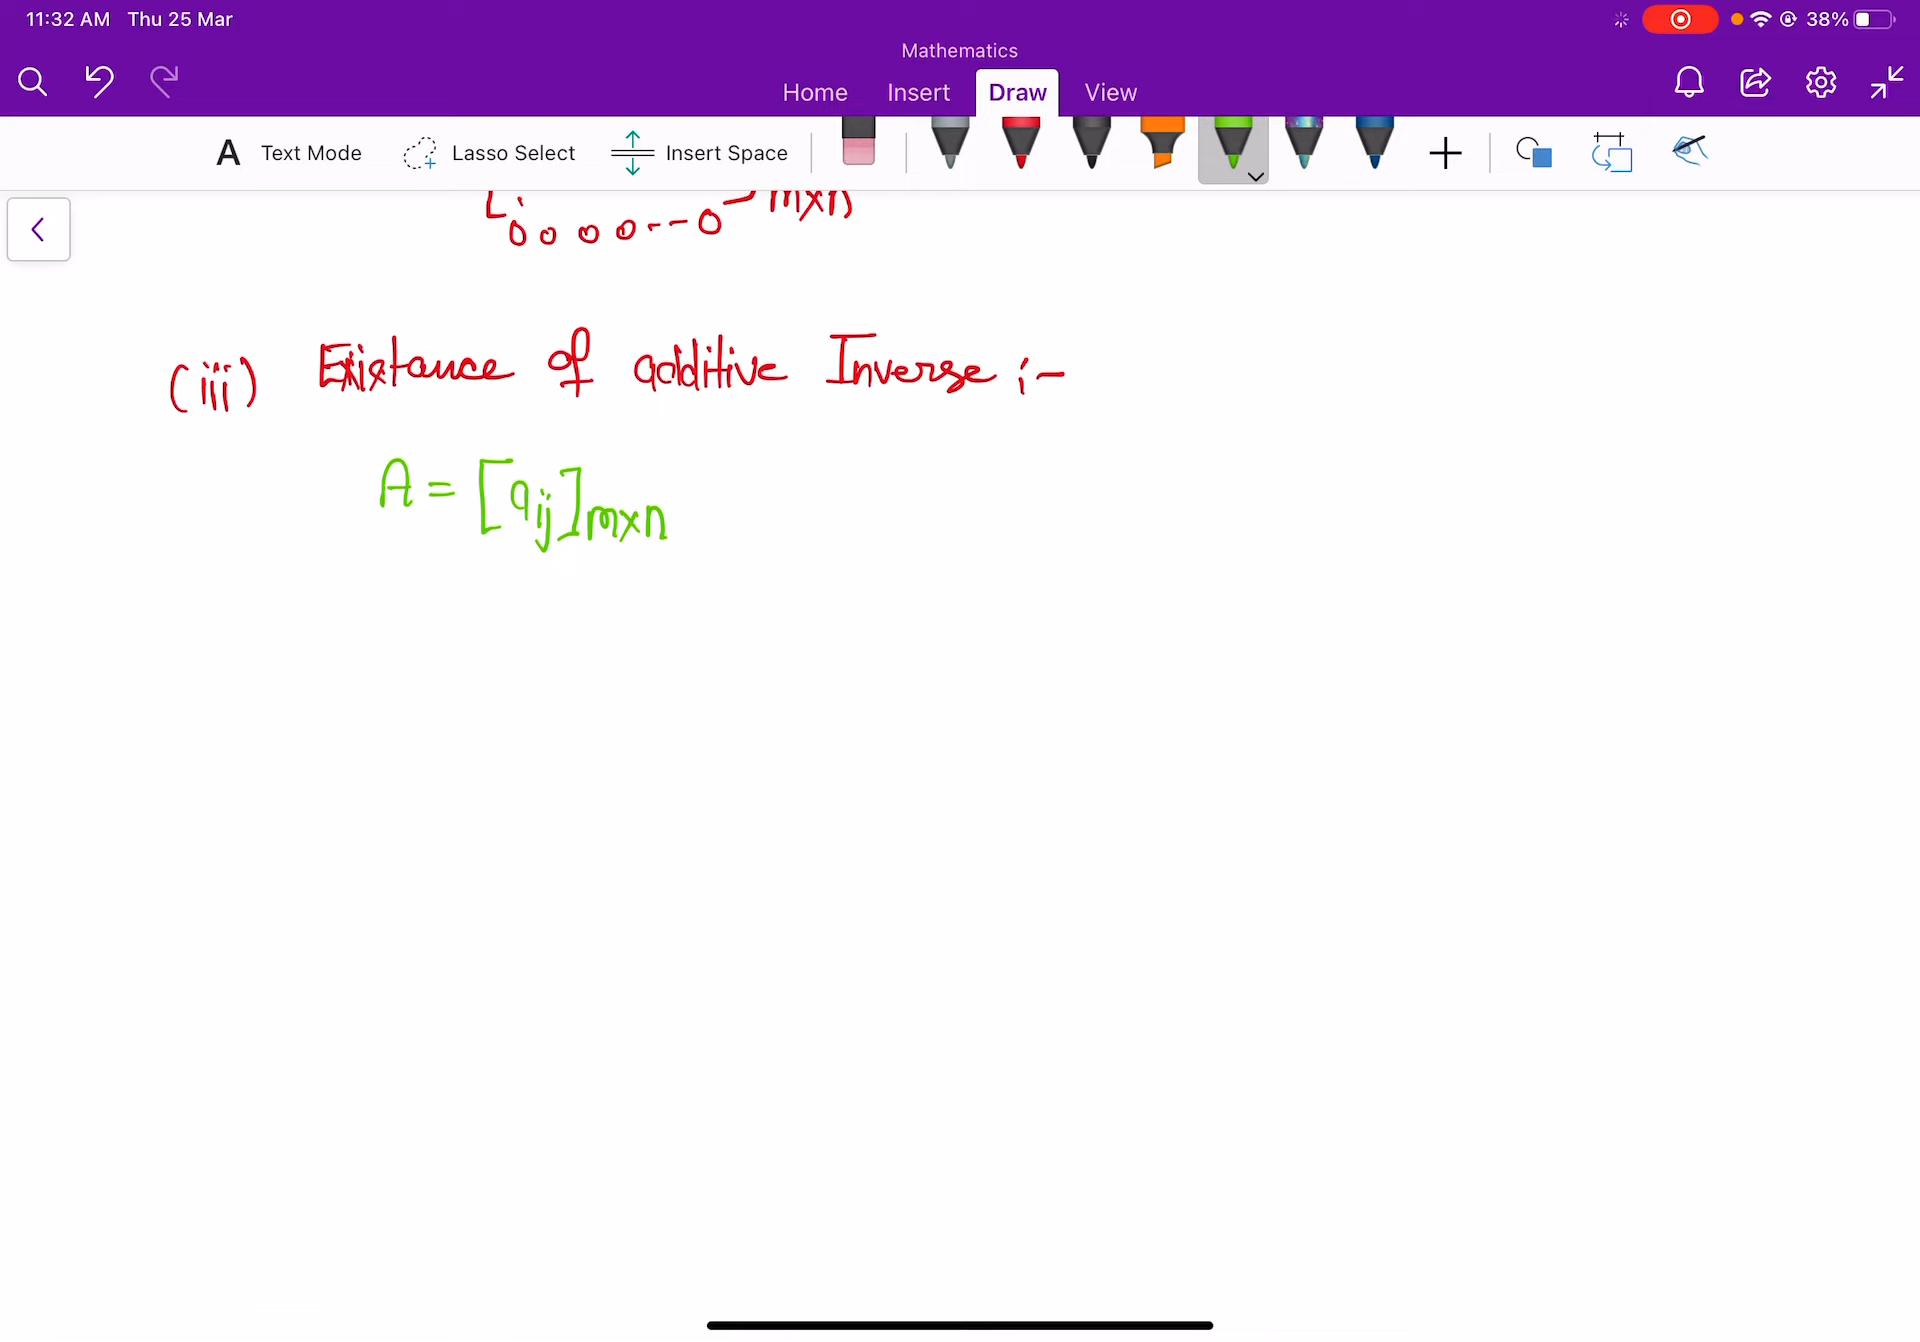 11:32 AM Thu 25 Mar 38%
Mathematics
Home Insert Draw View
A Text Mode Lasso Select Insert Space
[: ] mxn
0 0 0 0 - - 0
(iii) Existance of additive Inverse :-
A = [aij]mxn